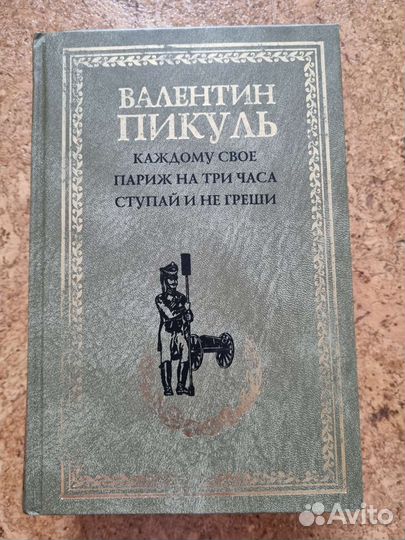 ВАЛЕНТИН
ПИКУЛЬ
КАЖДОМУ СВОЕ
ПАРИЖ НА ТРИ ЧАСА
СТУПАЙ И НЕ ГРЕШИ
Avito